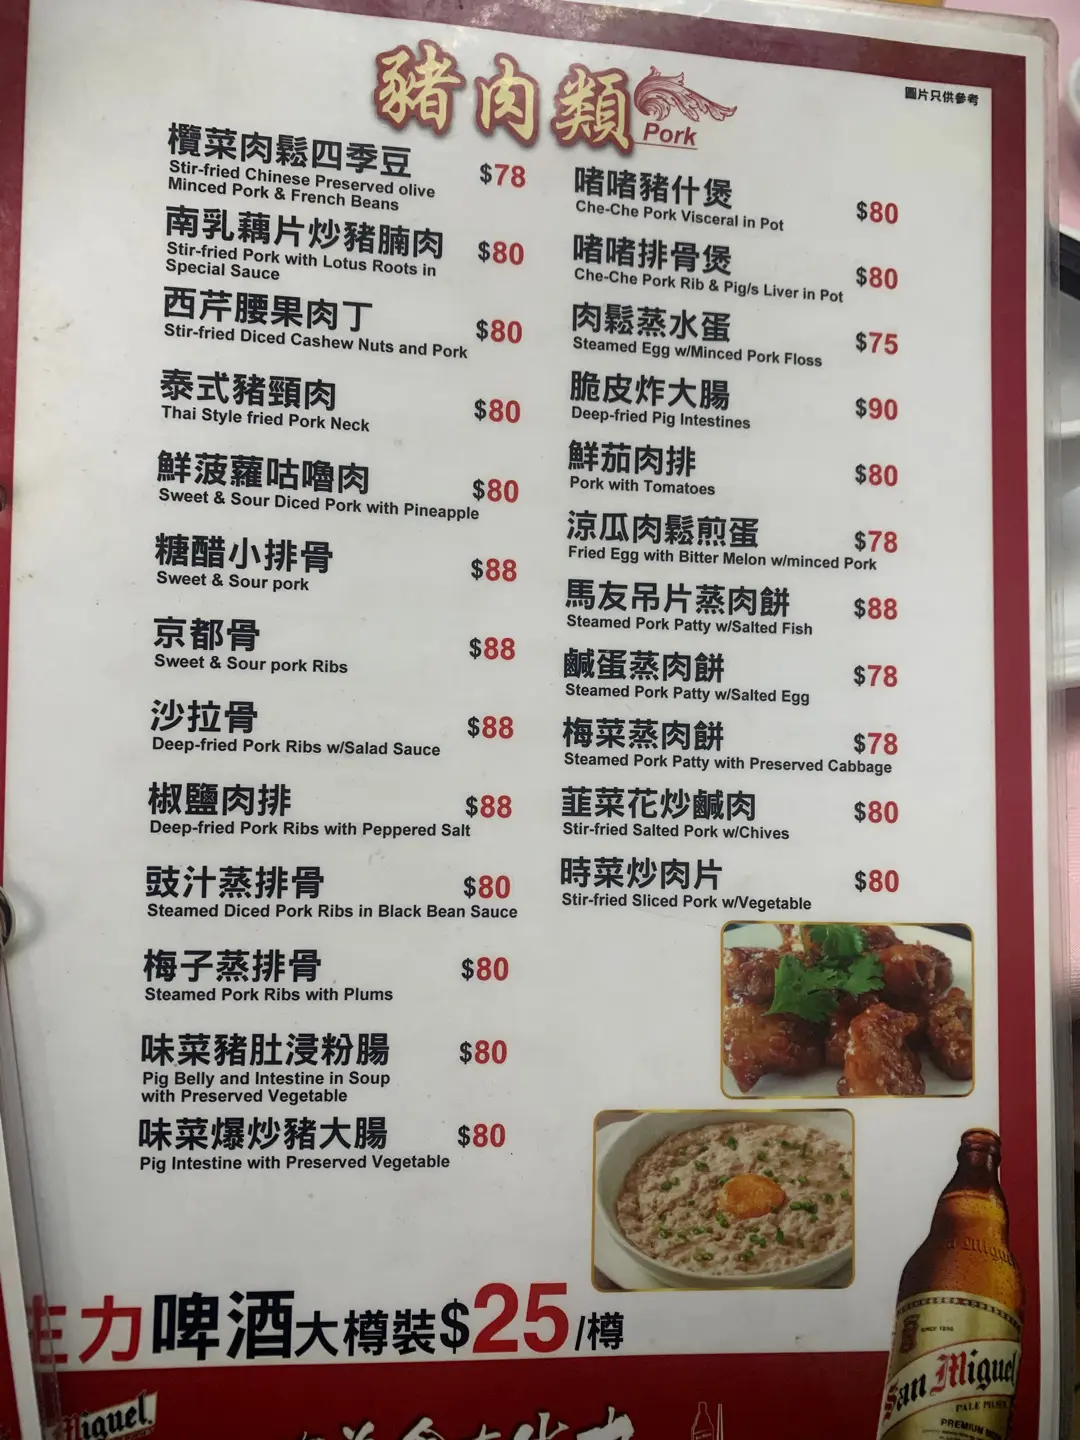 豬肉類
Pork
圖片只供參考
欖菜肉鬆四季豆 $78
Stir-fried Chinese Preserved olive
Minced Pork & French Beans
南乳藕片炒豬腩肉 $80
Stir-fried Pork with Lotus Roots in
Special Sauce
西芹腰果肉丁 $80
Stir-fried Diced Cashew Nuts and Pork
泰式豬頸肉 $80
Thai Style fried Pork Neck
鮮菠蘿咕嚕肉 $80
Sweet & Sour Diced Pork with Pineapple
糖醋小排骨 $88
Sweet & Sour pork
京都骨 $88
Sweet & Sour pork Ribs
沙拉骨 $88
Deep-fried Pork Ribs w/Salad Sauce
椒鹽肉排 $88
Deep-fried Pork Ribs with Peppered Salt
豉汁蒸排骨 $80
Steamed Diced Pork Ribs in Black Bean Sauce
梅子蒸排骨 $80
Steamed Pork Ribs with Plums
味菜豬肚浸粉腸 $80
Pig Belly and Intestine in Soup
with Preserved Vegetable
味菜爆炒豬大腸 $80
Pig Intestine with Preserved Vegetable
啫啫豬什煲 $80
Che-Che Pork Visceral in Pot
啫啫排骨煲 $80
Che-Che Pork Rib & Pig/s Liver in Pot
肉鬆蒸水蛋 $75
Steamed Egg w/Minced Pork Floss
脆皮炸大腸 $90
Deep-fried Pig Intestines
鮮茄肉排 $80
Pork with Tomatoes
涼瓜肉鬆煎蛋 $78
Fried Egg with Bitter Melon w/minced Pork
馬友吊片蒸肉餅 $88
Steamed Pork Patty w/Salted Fish
鹹蛋蒸肉餅 $78
Steamed Pork Patty w/Salted Egg
梅菜蒸肉餅 $78
Steamed Pork Patty with Preserved Cabbage
韮菜花炒鹹肉 $80
Stir-fried Salted Pork w/Chives
時菜炒肉片 $80
Stir-fried Sliced Pork w/Vegetable
生力啤酒大樽裝$25/樽
San Miguel
PALE PILSEN
PREMIUM
Miguel